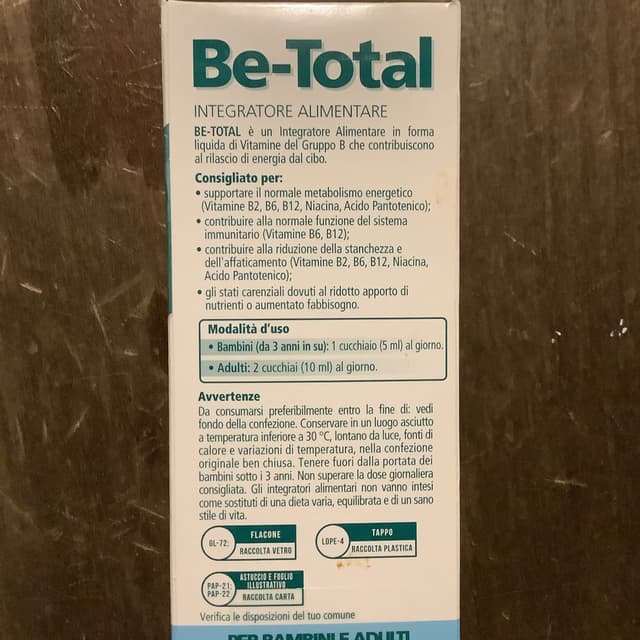 Be-Total
INTEGRATORE ALIMENTARE
BE-TOTAL è un Integratore Alimentare in forma
liquida di Vitamine del Gruppo B che contribuiscono
al rilascio di energia dal cibo.
Consigliato per:
• supportare il normale metabolismo energetico
(Vitamine B2, B6, B12, Niacina, Acido Pantotenico);
• contribuire alla normale funzione del sistema
immunitario (Vitamine B6, B12);
• contribuire alla riduzione della stanchezza e
dell'affaticamento (Vitamine B2, B6, B12, Niacina,
Acido Pantotenico);
• gli stati carenziali dovuti al ridotto apporto di
nutrienti o aumentato fabbisogno.
Modalità d'uso
• Bambini (da 3 anni in su): 1 cucchiaio (5 ml) al giorno.
• Adulti: 2 cucchiai (10 ml) al giorno.
Avvertenze
Da consumarsi preferibilmente entro la fine di: vedi
fondo della confezione. Conservare in un luogo asciutto
a temperatura inferiore a 30 °C, lontano da luce, fonti di
calore e variazioni di temperatura, nella confezione
originale ben chiusa. Tenere fuori dalla portata dei
bambini sotto i 3 anni. Non superare la dose giornaliera
consigliata. Gli integratori alimentari non vanno intesi
come sostituti di una dieta varia, equilibrata e di un sano
stile di vita.
GL-72; FLACONE
RACCOLTA VETRO
LDPE-4 TAPPO
RACCOLTA PLASTICA
PAP-21; PAP-22 ASTUCCIO E FOGLIO
ILLUSTRATIVO
RACCOLTA CARTA
Verifica le disposizioni del tuo comune
PER BAMBINI E ADULTI